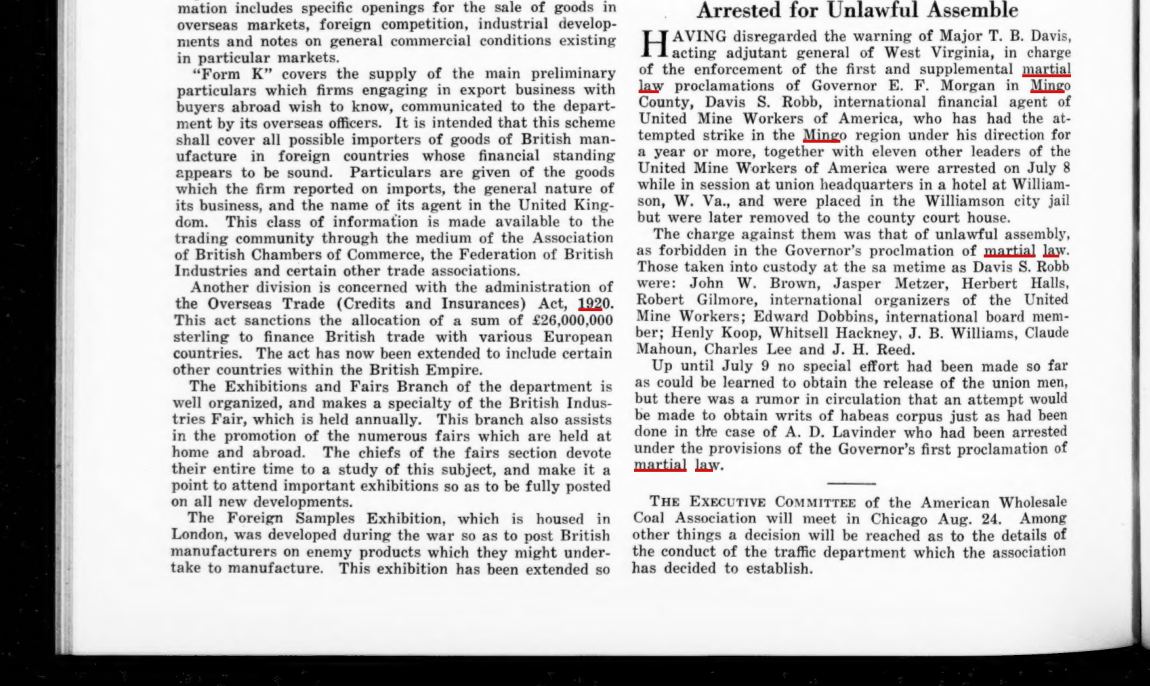 mation includes specific openings for the sale of goods in
overseas markets, foreign competition, industrial develop-
ments and notes on general commercial conditions existing
in particular markets.
"Form K" covers the supply of the main preliminary
particulars which firms engaging in export business with
buyers abroad wish to know, communicated to the depart-
ment by its overseas officers. It is intended that this scheme
shall cover all possible importers of goods of British man-
ufacture in foreign countries whose financial standing
appears to be sound. Particulars are given of the goods
which the firm reported on imports, the general nature of
its business, and the name of its agent in the United King-
dom. This class of information is made available to the
trading community through the medium of the Association
of British Chambers of Commerce, the Federation of British
Industries and certain other trade associations.
Another division is concerned with the administration of
the Overseas Trade (Credits and Insurances) Act, 1920.
This act sanctions the allocation of a sum of £26,000,000
sterling to finance British trade with various European
countries. The act has now been extended to include certain
other countries within the British Empire.
The Exhibitions and Fairs Branch of the department is
well organized, and makes a specialty of the British Indus-
tries Fair, which is held annually. This branch also assists
in the promotion of the numerous fairs which are held at
home and abroad. The chiefs of the fairs section devote
their entire time to a study of this subject, and make it a
point to attend important exhibitions so as to be fully posted
on all new developments.
The Foreign Samples Exhibition, which is housed in
London, was developed during the war so as to post British
manufacturers on enemy products which they might under-
take to manufacture. This exhibition has been extended so
Arrested for Unlawful Assemble
HAVING disregarded the warning of Major T. B. Davis,
acting adjutant general of West Virginia, in charge
of the enforcement of the first and supplemental martial
law proclamations of Governor E. F. Morgan in Mingo
County, Davis S. Robb, international financial agent of
United Mine Workers of America, who has had the at-
tempted strike in the Mingo region under his direction for
a year or more, together with eleven other leaders of the
United Mine Workers of America were arrested on July 8
while in session at union headquarters in a hotel at William-
son, W. Va., and were placed in the Williamson city jail
but were later removed to the county court house.
The charge against them was that of unlawful assembly,
as forbidden in the Governor's proclmation of martial law.
Those taken into custody at the sa metime as Davis S. Robb
were: John W. Brown, Jasper Metzer, Herbert Halls,
Robert Gilmore, international organizers of the United
Mine Workers; Edward Dobbins, international board mem-
ber; Henly Koop, Whitsell Hackney, J. B. Williams, Claude
Mahoun, Charles Lee and J. H. Reed.
Up until July 9 no special effort had been made so far
as could be learned to obtain the release of the union men,
but there was a rumor in circulation that an attempt would
be made to obtain writs of habeas corpus just as had been
done in the case of A. D. Lavinder who had been arrested
under the provisions of the Governor's first proclamation of
martial law.
THE EXECUTIVE COMMITTEE of the American Wholesale
Coal Association will meet in Chicago Aug. 24. Among
other things a decision will be reached as to the details of
the conduct of the traffic department which the association
has decided to establish.